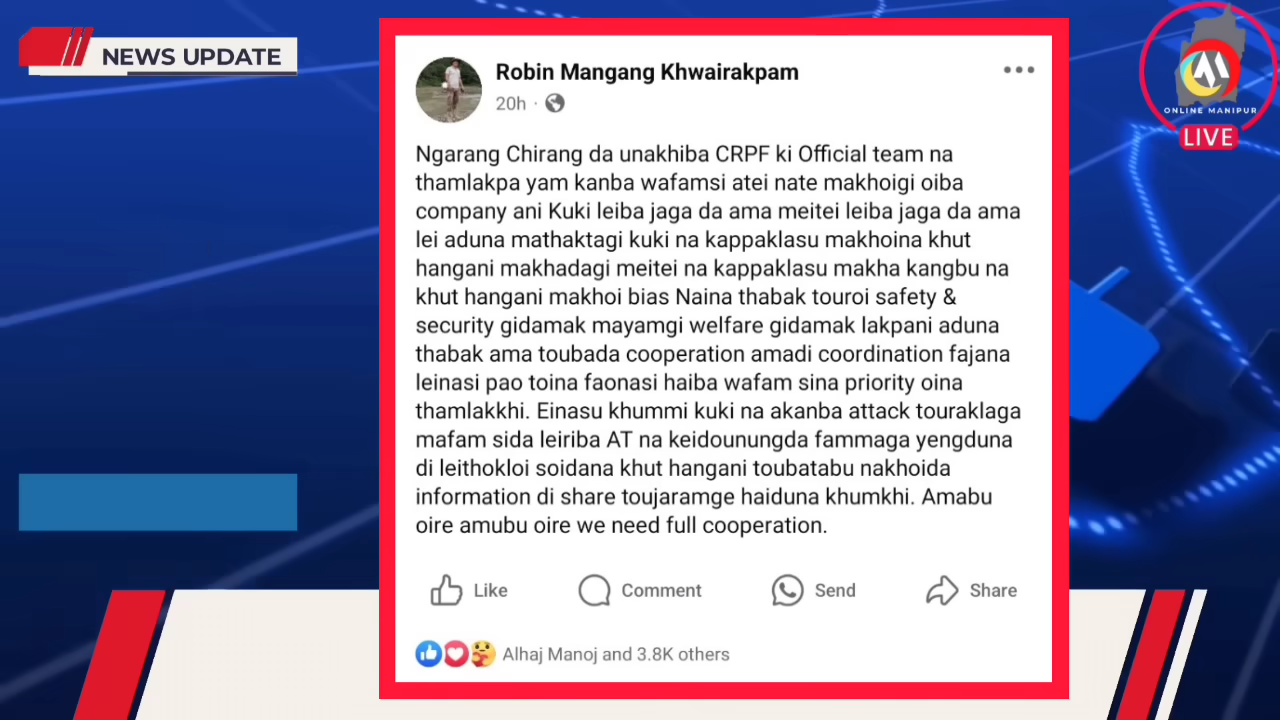 NEWS UPDATE
Robin Mangang Khwairakpam
20h ·
Ngarang Chirang da unakhiba CRPF ki Official team na
thamlakpa yam kanba wafamsi atei nate makhoigi oiba
company ani Kuki leiba jaga da ama meitei leiba jaga da ama
lei aduna mathaktagi kuki na kappaklasu makhoina khut
hangani makhadagi meitei na kappaklasu makha kangbu na
khut hangani makhoi bias Naina thabak touroi safety &
security gidamak mayamgi welfare gidamak lakpani aduna
thabak ama toubada cooperation amadi coordination fajana
leinasi pao toina faonasi haiba wafam sina priority oina
thamlakkhi. Einasu khummi kuki na akanba attack touraklaga
mafam sida leiriba AT na keidounungda fammaga yengduna
di leithokloi soidana khut hangani toubatabu nakhoida
information di share toujaramge haiduna khumkhi. Amabu
oire amubu oire we need full cooperation.
Like
Comment
Send
Share
Alhaj Manoj and 3.8K others
ONLINE MANIPUR
LIVE